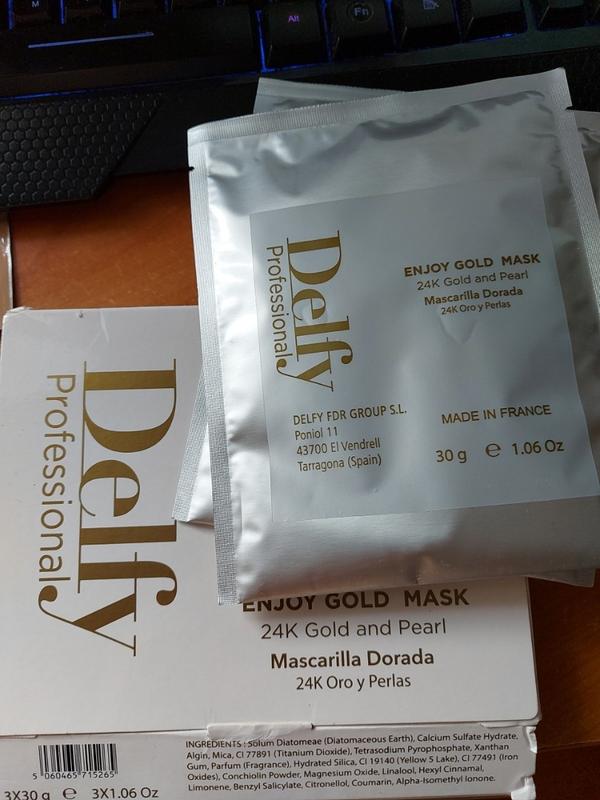 M
Alt
Fn
Delfy
Professional
ENJOY GOLD MASK
24K Gold and Pearl
Mascarilla Dorada
24K Oro y Perlas
DELFY FDR GROUP S.L.
Poniol 11
43700 El Vendrell
Tarragona (Spain)
MADE IN FRANCE
30 g e 1.06 Oz
Delfy
Professional
ENJOY GOLD MASK
24K Gold and Pearl
Mascarilla Dorada
24K Oro y Perlas
INGREDIENTS : Solum Diatomeae (Diatomaceous Earth), Calcium Sulfate Hydrate,
Algin, Mica, CI 77891 (Titanium Dioxide), Tetrasodium Pyrophosphate, Xanthan
Gum, Parfum (Fragrance), Hydrated Silica, CI 19140 (Yellow 5 Lake), CI 77491 (Iron
Oxides), Conchiolin Powder, Magnesium Oxide, Linalool, Hexyl Cinnamal,
Limonene, Benzyl Salicylate, Citronellol, Coumarin, Alpha-Isomethyl Ionone.
5 060465 715265
3X30 g e 3X1.06 Oz